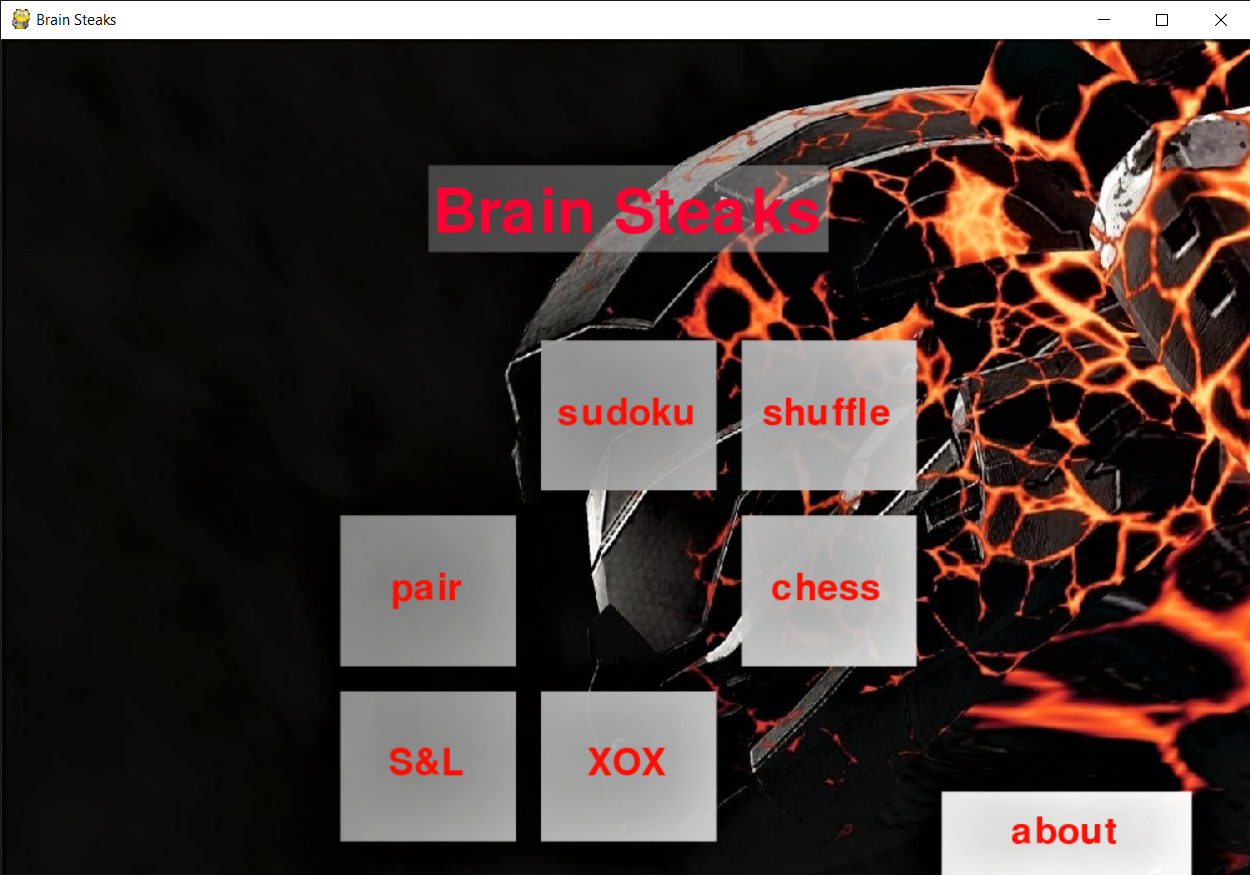 Brain Steaks
Brain Steaks
sudoku
shuffle
pair
chess
S&L
XOX
about